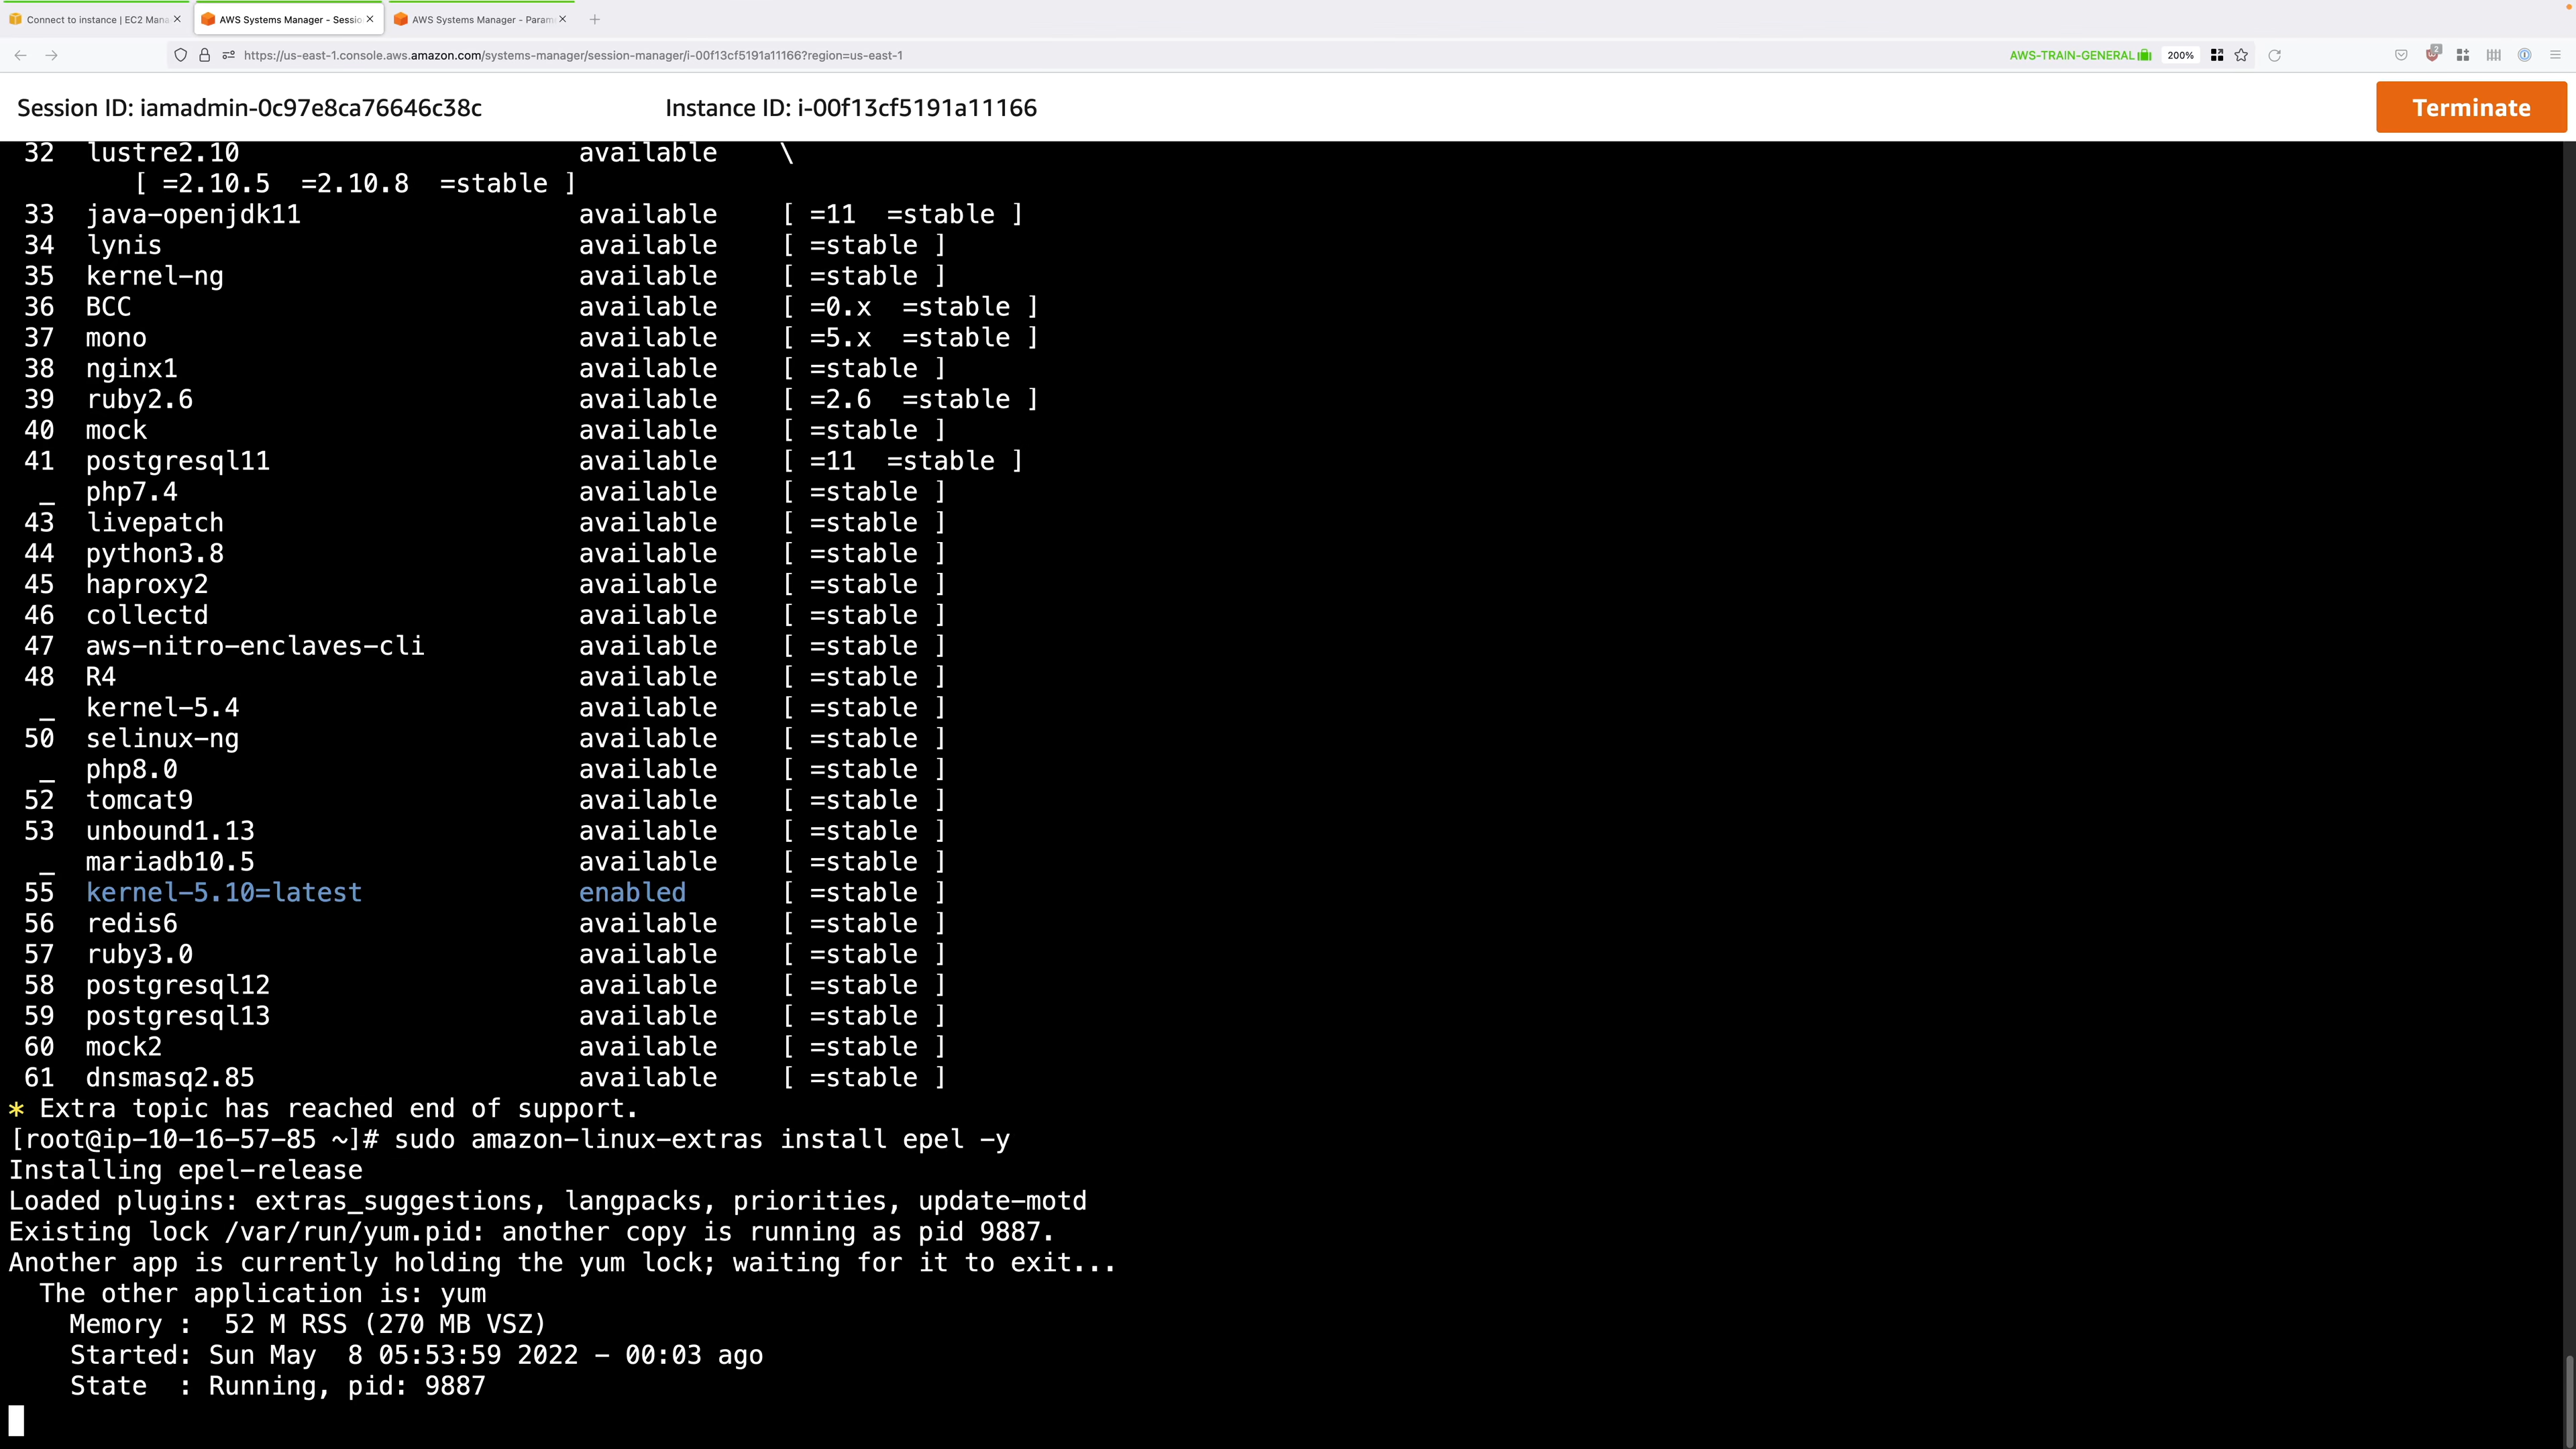 Connect to instance | EC2 Mana
AWS Systems Manager - Sessio
AWS Systems Manager - Param
https://us-east-1.console.aws.amazon.com/systems-manager/session-manager/i-00f13cf5191a11166?region=us-east-1
AWS-TRAIN-GENERAL
200%
2
Session ID: iamadmin-0c97e8ca76646c38c
Instance ID: i-00f13cf5191a11166
Terminate
32 lustre2.10 available \
[ =2.10.5 =2.10.8 =stable ]
33 java-openjdk11 available [ =11 =stable ]
34 lynis available [ =stable ]
35 kernel-ng available [ =stable ]
36 BCC available [ =0.x =stable ]
37 mono available [ =5.x =stable ]
38 nginx1 available [ =stable ]
39 ruby2.6 available [ =2.6 =stable ]
40 mock available [ =stable ]
41 postgresql11 available [ =11 =stable ]
_ php7.4 available [ =stable ]
43 livepatch available [ =stable ]
44 python3.8 available [ =stable ]
45 haproxy2 available [ =stable ]
46 collectd available [ =stable ]
47 aws-nitro-enclaves-cli available [ =stable ]
48 R4 available [ =stable ]
_ kernel-5.4 available [ =stable ]
50 selinux-ng available [ =stable ]
_ php8.0 available [ =stable ]
52 tomcat9 available [ =stable ]
53 unbound1.13 available [ =stable ]
_ mariadb10.5 available [ =stable ]
55 kernel-5.10=latest enabled [ =stable ]
56 redis6 available [ =stable ]
57 ruby3.0 available [ =stable ]
58 postgresql12 available [ =stable ]
59 postgresql13 available [ =stable ]
60 mock2 available [ =stable ]
61 dnsmasq2.85 available [ =stable ]
* Extra topic has reached end of support.
[root@ip-10-16-57-85 ~]# sudo amazon-linux-extras install epel -y
Installing epel-release
Loaded plugins: extras_suggestions, langpacks, priorities, update-motd
Existing lock /var/run/yum.pid: another copy is running as pid 9887.
Another app is currently holding the yum lock; waiting for it to exit...
The other application is: yum
Memory : 52 M RSS (270 MB VSZ)
Started: Sun May 8 05:53:59 2022 - 00:03 ago
State : Running, pid: 9887